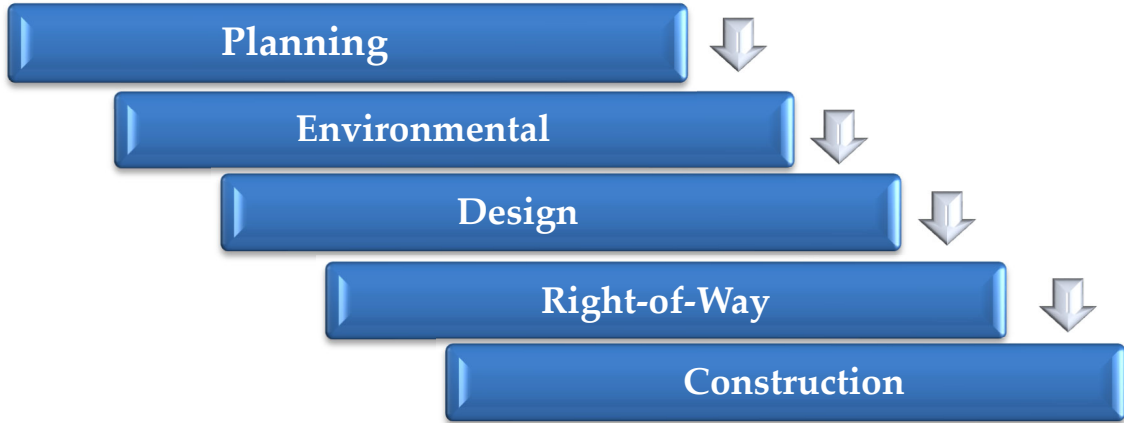 Planning
Environmental
Design
Right-of-Way
Construction